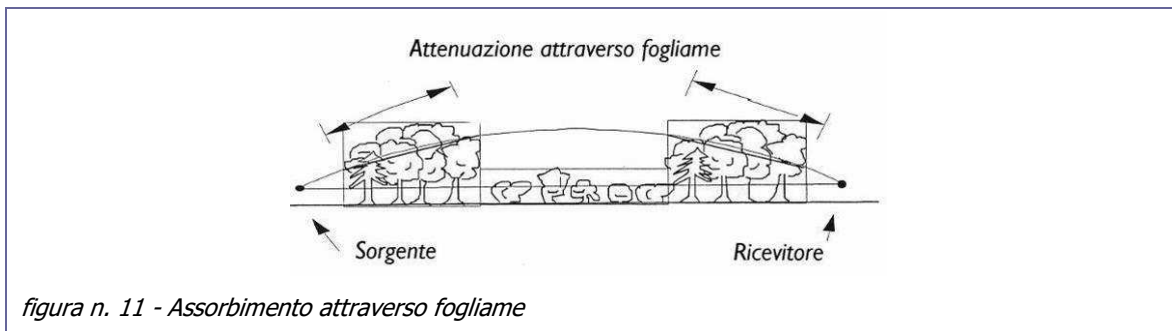 Attenuazione attraverso fogliame
Sorgente
Ricevitore
figura n. 11 - Assorbimento attraverso fogliame